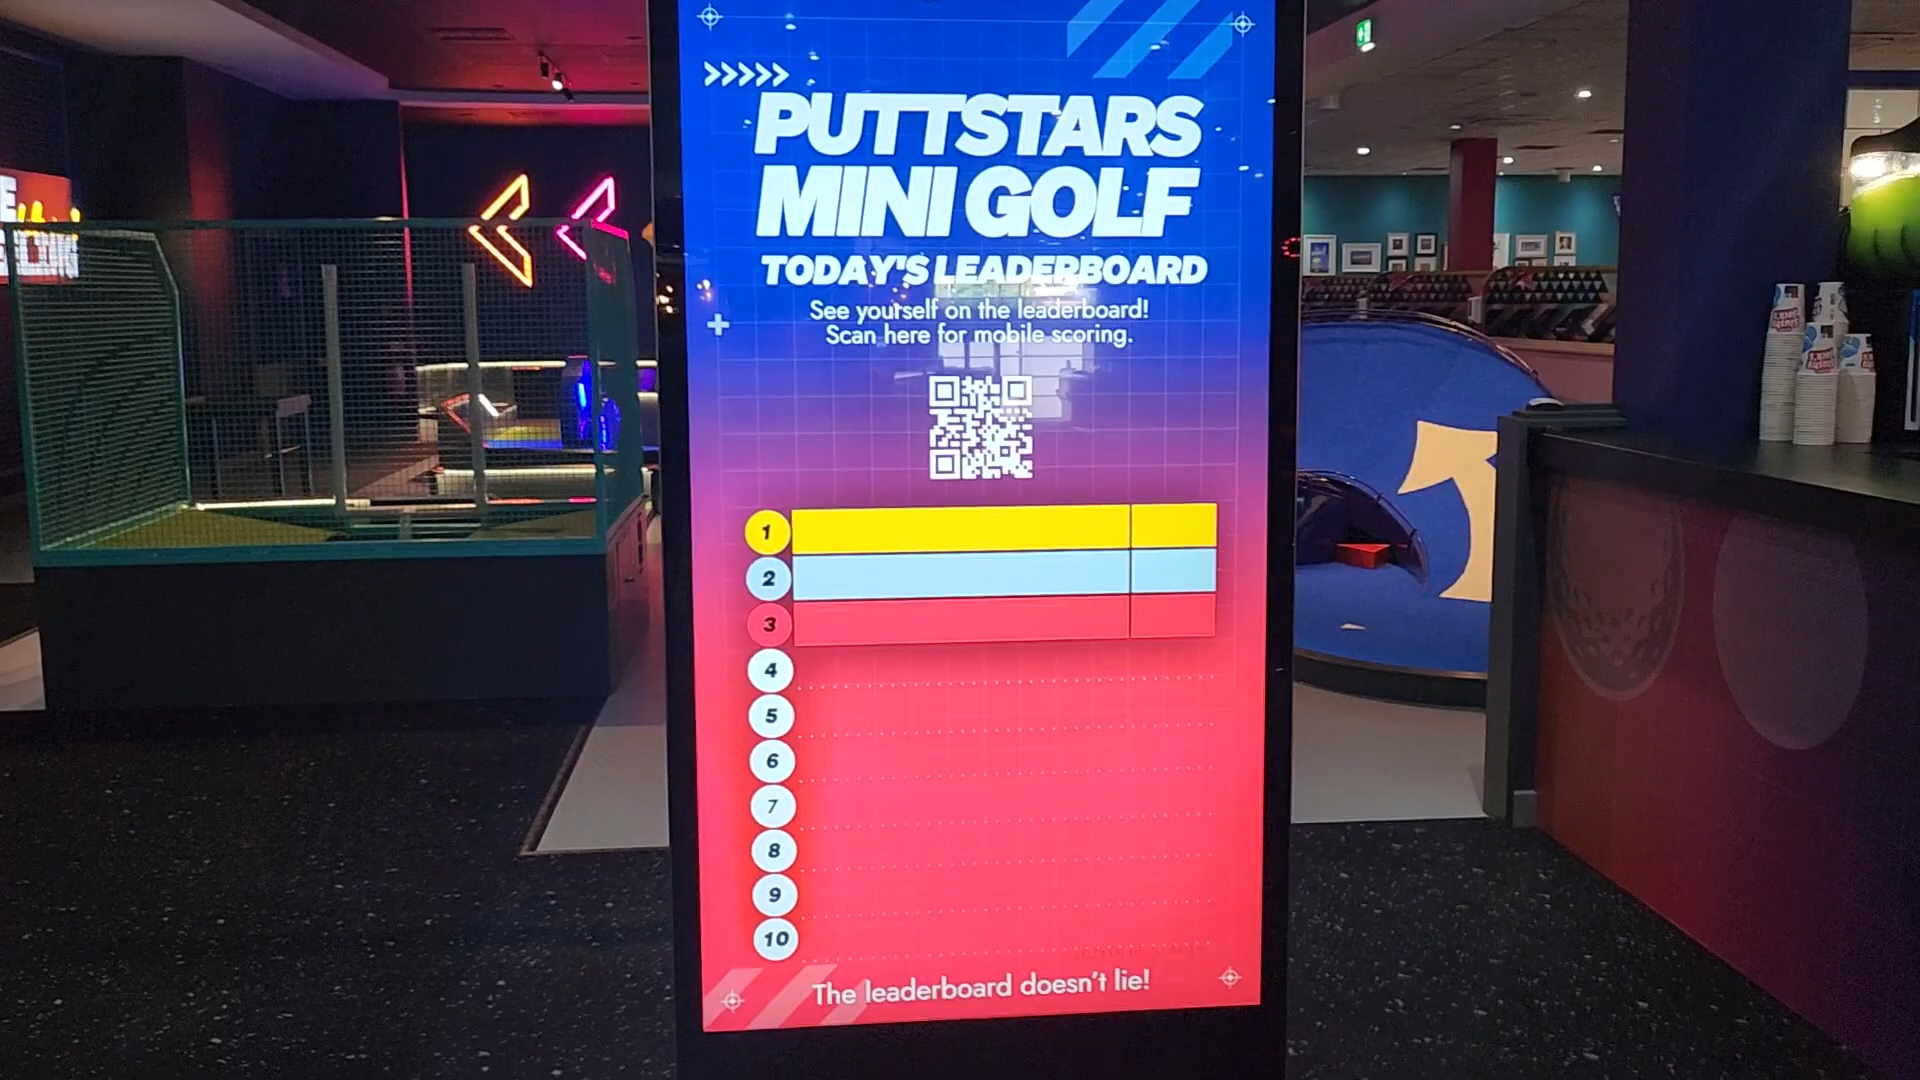 >>>>>
PUTTSTARS
MINI GOLF
TODAY'S LEADERBOARD
See yourself on the leaderboard!
Scan here for mobile scoring.
1
2
3
4
5
6
7
8
9
10
The leaderboard doesn't lie!